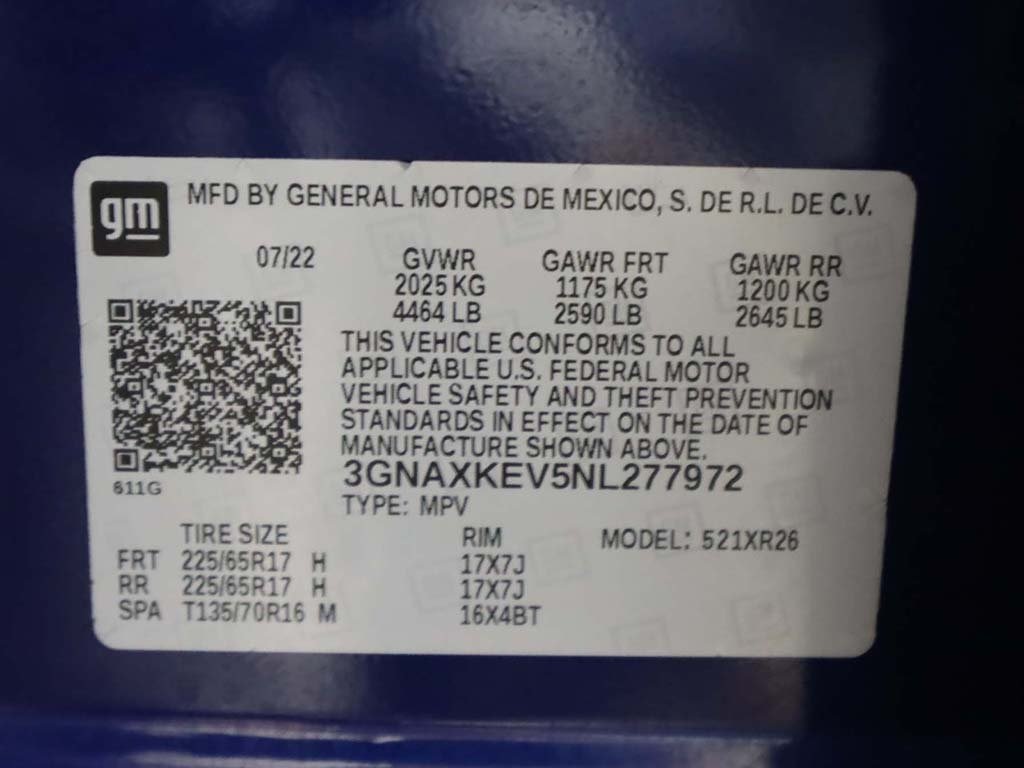 gm
MFD BY GENERAL MOTORS DE MEXICO, S. DE R.L. DE C.V.
07/22 GVWR GAWR FRT GAWR RR
2025 KG 1175 KG 1200 KG
4464 LB 2590 LB 2645 LB
THIS VEHICLE CONFORMS TO ALL
APPLICABLE U.S. FEDERAL MOTOR
VEHICLE SAFETY AND THEFT PREVENTION
STANDARDS IN EFFECT ON THE DATE OF
MANUFACTURE SHOWN ABOVE.
3GNAXKEV5NL277972
611G
TYPE: MPV
TIRE SIZE RIM MODEL: 521XR26
FRT 225/65R17 H 17X7J
RR 225/65R17 H 17X7J
SPA T135/70R16 M 16X4BT